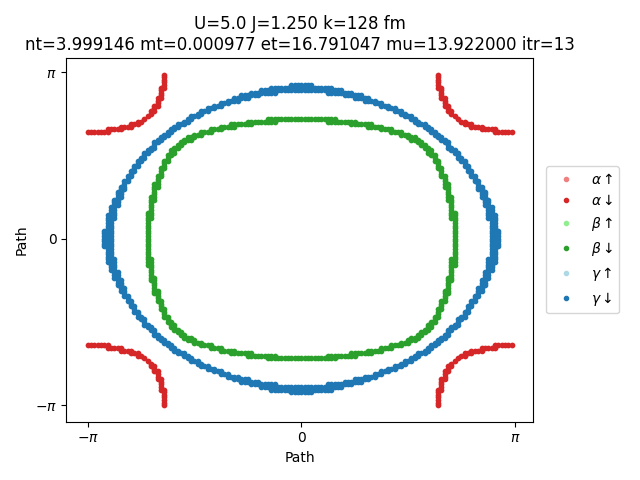 U=5.0 J=1.250 k=128 fm
nt=3.999146 mt=0.000977 et=16.791047 mu=13.922000 itr=13
π
0
−π
Path
−π
0
π
Path
α↑
α↓
β↑
β↓
γ↑
γ↓